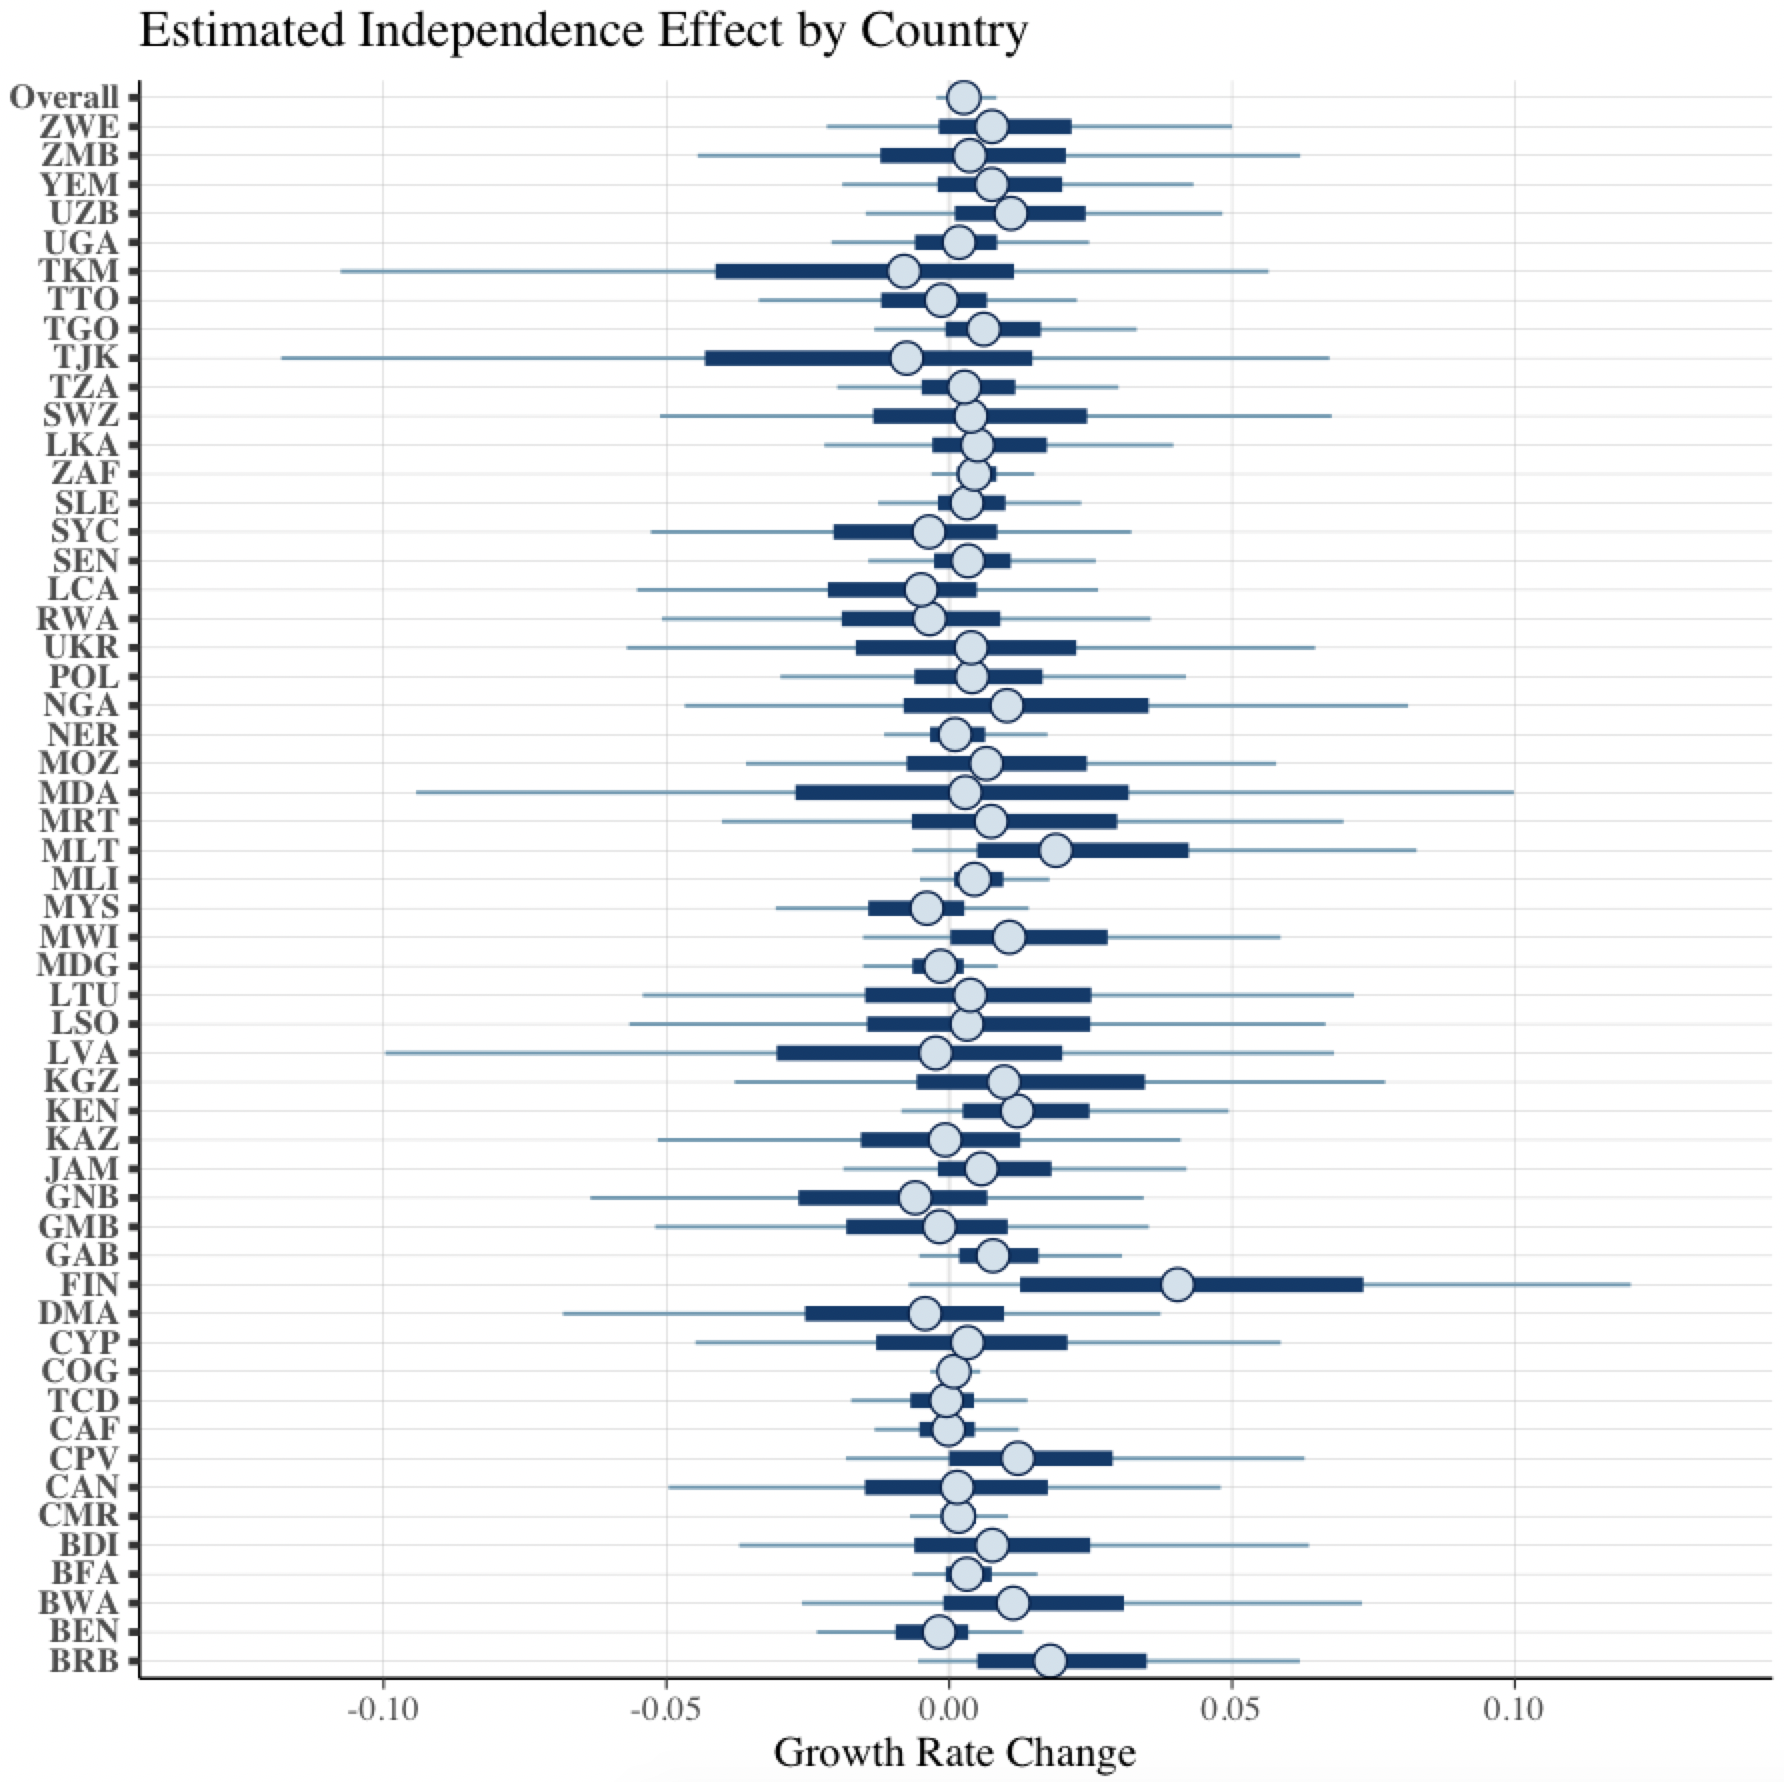 Estimated Independence Effect by Country
Overall
ZWE
ZMB
YEM
UZB
UGA
TKM
TTO
TGO
TJK
TZA
SWZ
LKA
ZAF
SLE
SYC
SEN
LCA
RWA
UKR
POL
NGA
NER
MOZ
MDA
MRT
MLT
MLI
MYS
MWI
MDG
LTU
LSO
LVA
KGZ
KEN
KAZ
JAM
GNB
GMB
GAB
FIN
DMA
CYP
COG
TCD
CAF
CPV
CAN
CMR
BDI
BFA
BWA
BEN
BRB
-0.10 -0.05 0.00 0.05 0.10
Growth Rate Change